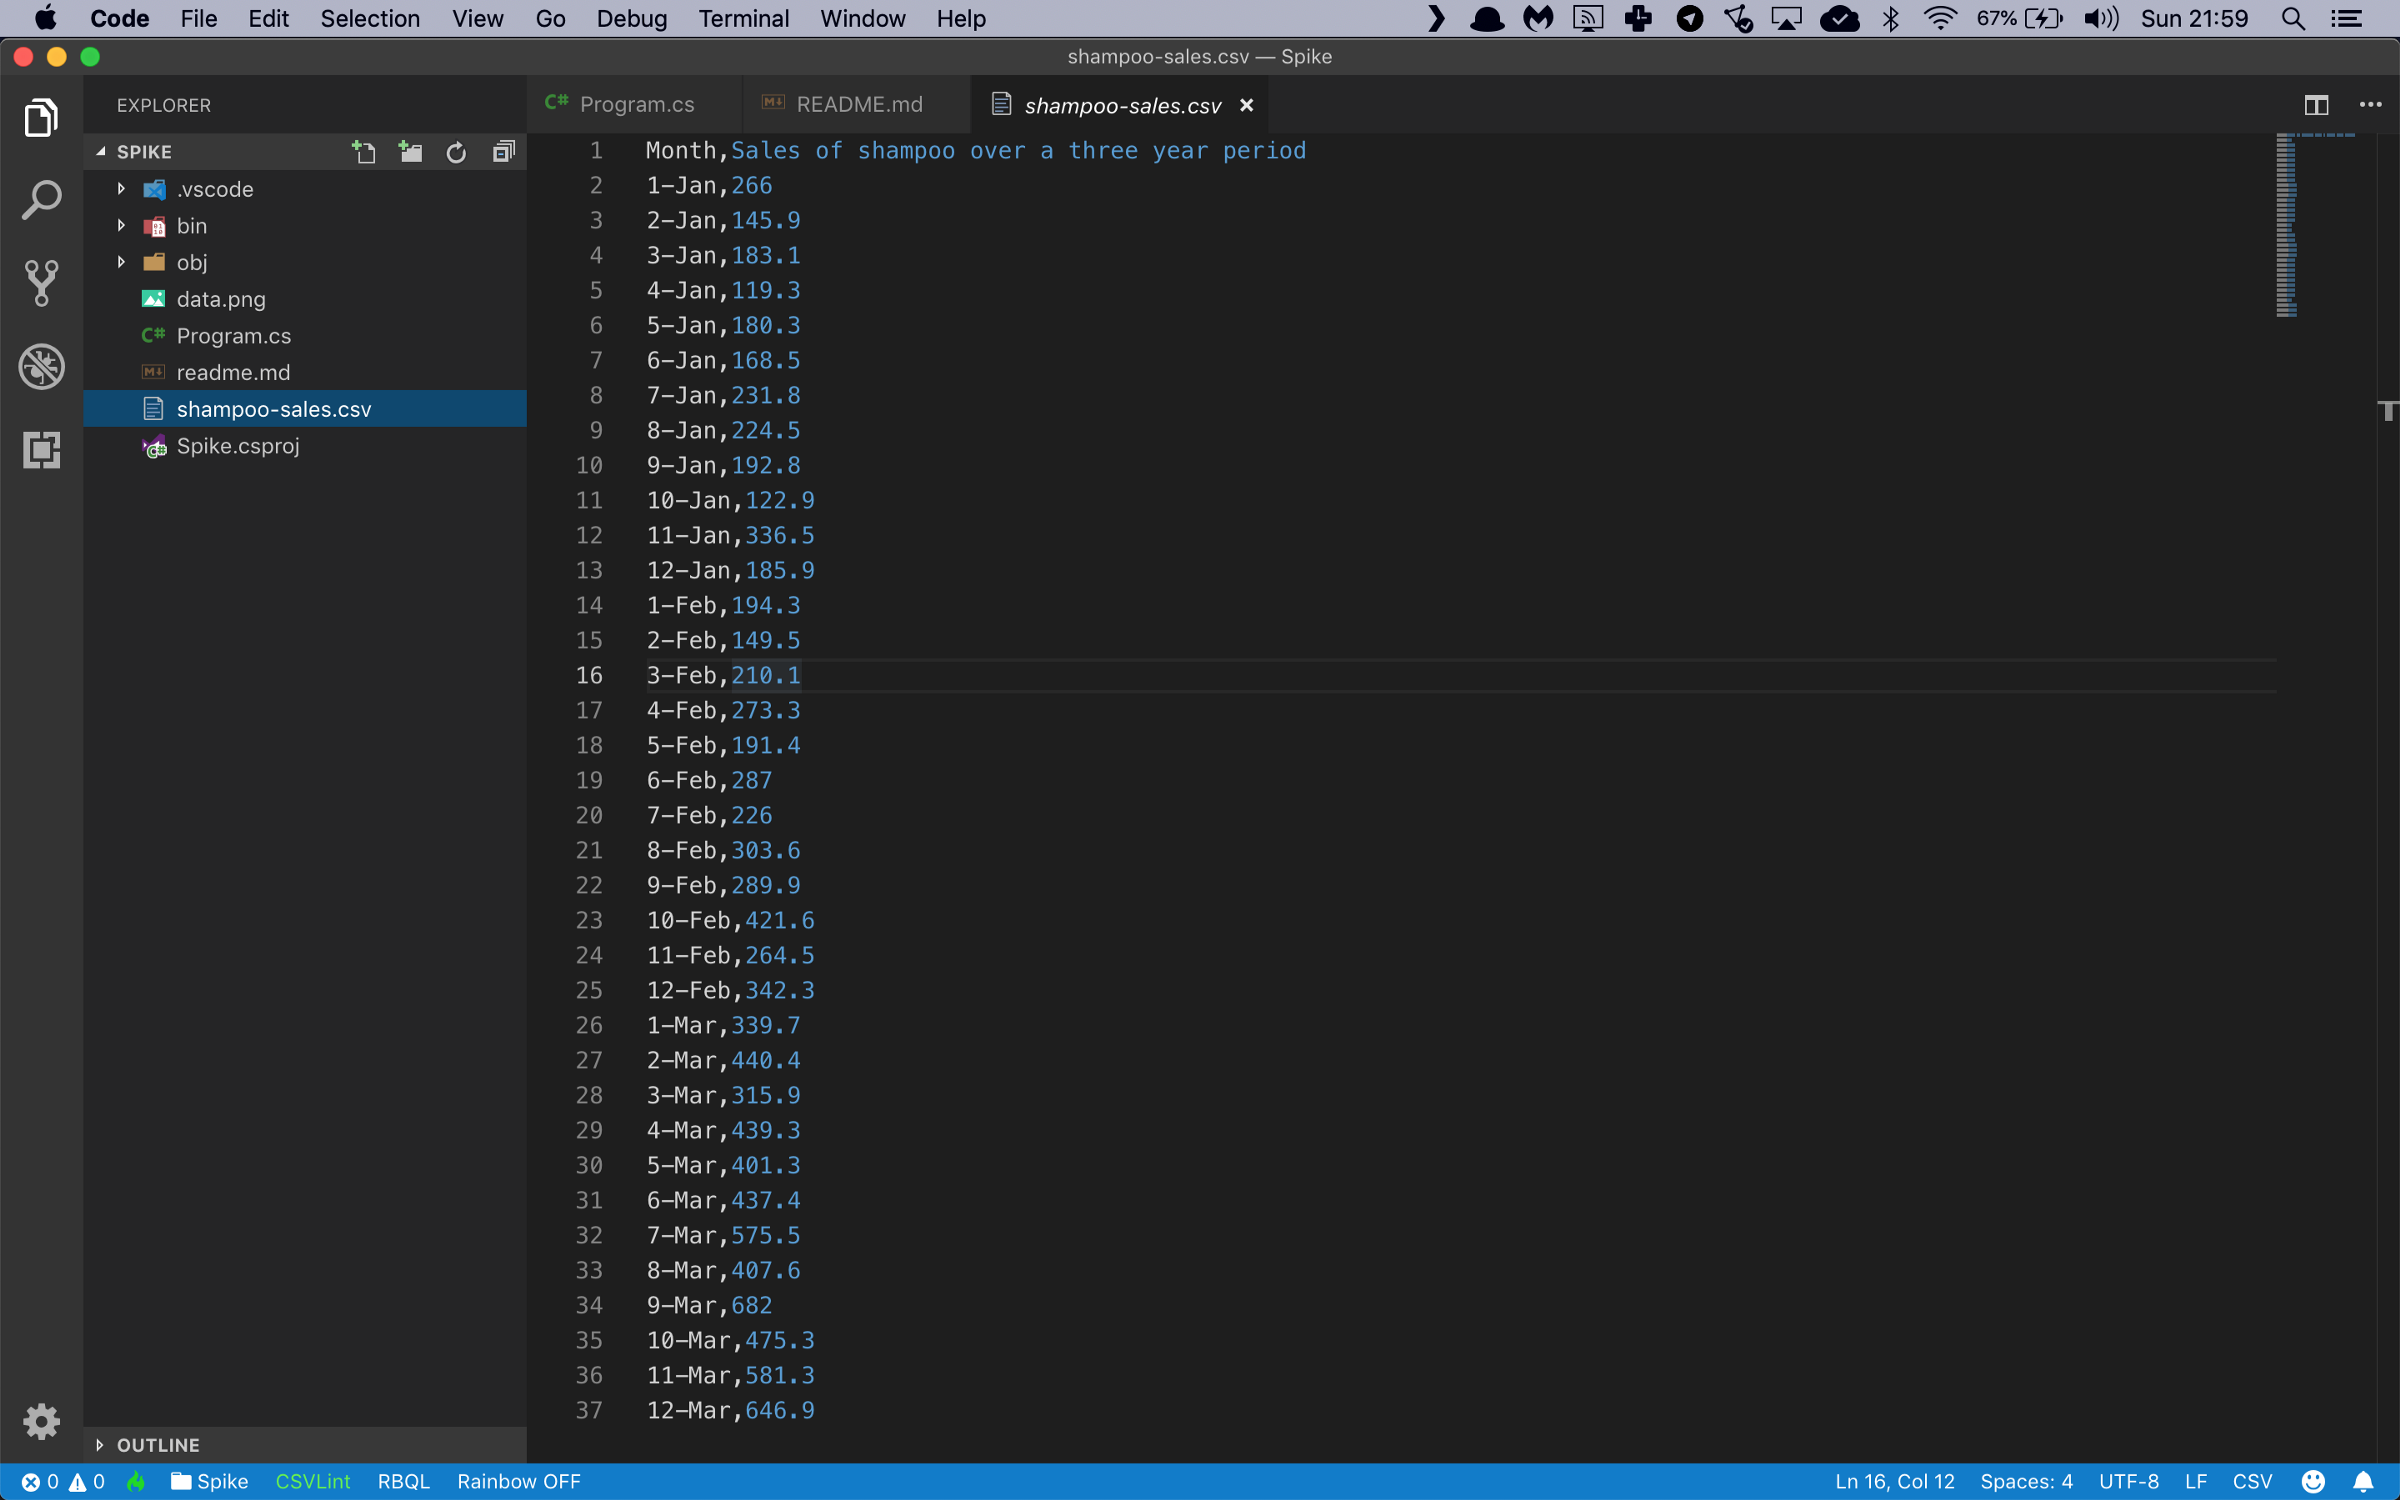 Code File Edit Selection View Go Debug Terminal Window Help 67% Sun 21:59
shampoo-sales.csv — Spike
EXPLORER
SPIKE
.vscode
bin
obj
data.png
C# Program.cs
M↓ readme.md
shampoo-sales.csv
Spike.csproj
OUTLINE
C# Program.cs M↓ README.md shampoo-sales.csv
1 Month,Sales of shampoo over a three year period
2 1-Jan,266
3 2-Jan,145.9
4 3-Jan,183.1
5 4-Jan,119.3
6 5-Jan,180.3
7 6-Jan,168.5
8 7-Jan,231.8
9 8-Jan,224.5
10 9-Jan,192.8
11 10-Jan,122.9
12 11-Jan,336.5
13 12-Jan,185.9
14 1-Feb,194.3
15 2-Feb,149.5
16 3-Feb,210.1
17 4-Feb,273.3
18 5-Feb,191.4
19 6-Feb,287
20 7-Feb,226
21 8-Feb,303.6
22 9-Feb,289.9
23 10-Feb,421.6
24 11-Feb,264.5
25 12-Feb,342.3
26 1-Mar,339.7
27 2-Mar,440.4
28 3-Mar,315.9
29 4-Mar,439.3
30 5-Mar,401.3
31 6-Mar,437.4
32 7-Mar,575.5
33 8-Mar,407.6
34 9-Mar,682
35 10-Mar,475.3
36 11-Mar,581.3
37 12-Mar,646.9
0 0 Spike CSVLint RBQL Rainbow OFF Ln 16, Col 12 Spaces: 4 UTF-8 LF CSV